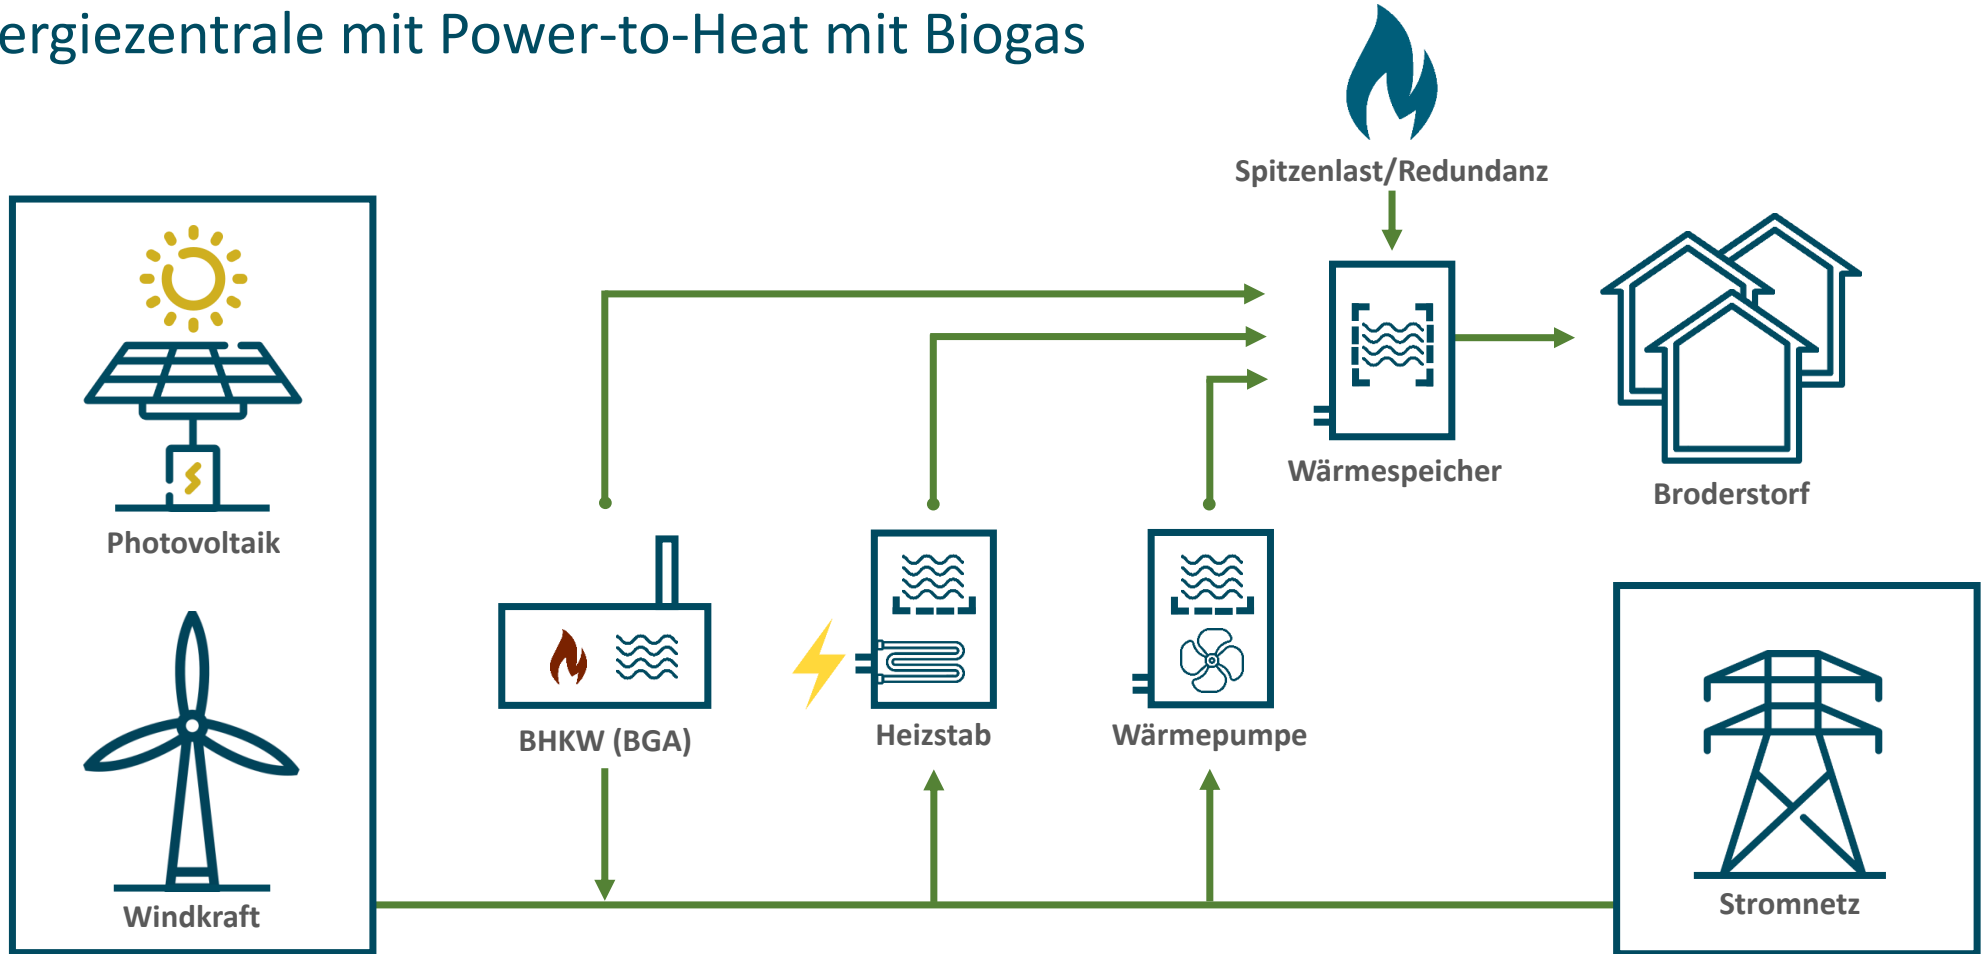 ergiezentrale mit Power-to-Heat mit Biogas
Spitzenlast/Redundanz
Wärmespeicher
Broderstorf
Photovoltaik
BHKW (BGA)
Heizstab
Wärmepumpe
Windkraft
Stromnetz